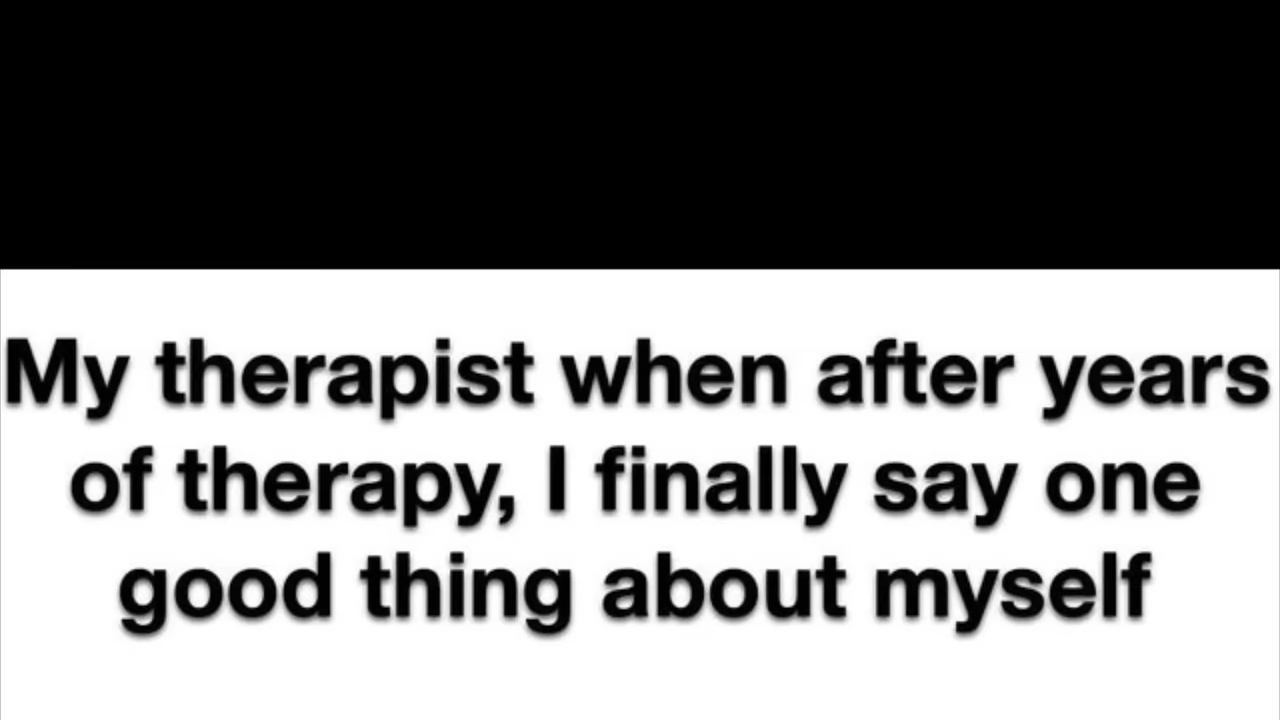 My therapist when after years
of therapy, I finally say one
good thing about myself